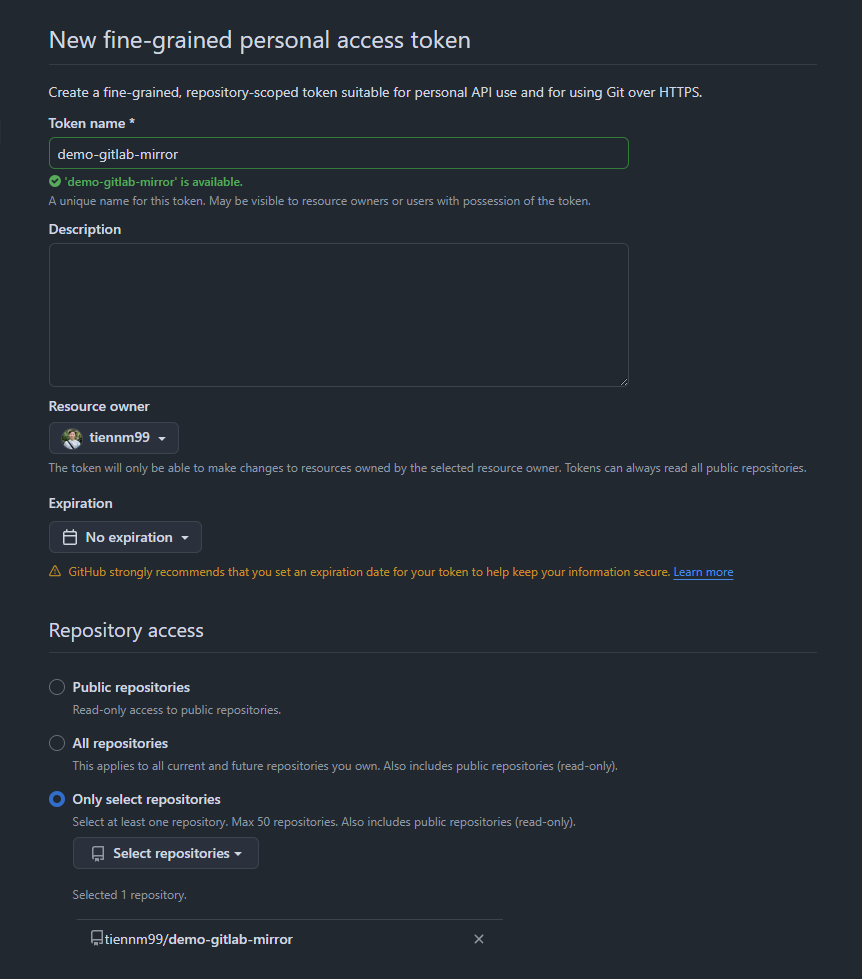 New fine-grained personal access token
Create a fine-grained, repository-scoped token suitable for personal API use and for using Git over HTTPS.
Token name *
demo-gitlab-mirror
'demo-gitlab-mirror' is available.
A unique name for this token. May be visible to resource owners or users with possession of the token.
Description
Resource owner
tiennm99
The token will only be able to make changes to resources owned by the selected resource owner. Tokens can always read all public repositories.
Expiration
No expiration
GitHub strongly recommends that you set an expiration date for your token to help keep your information secure. Learn more
Repository access
Public repositories
Read-only access to public repositories.
All repositories
This applies to all current and future repositories you own. Also includes public repositories (read-only).
Only select repositories
Select at least one repository. Max 50 repositories. Also includes public repositories (read-only).
Select repositories
Selected 1 repository.
tiennm99/demo-gitlab-mirror